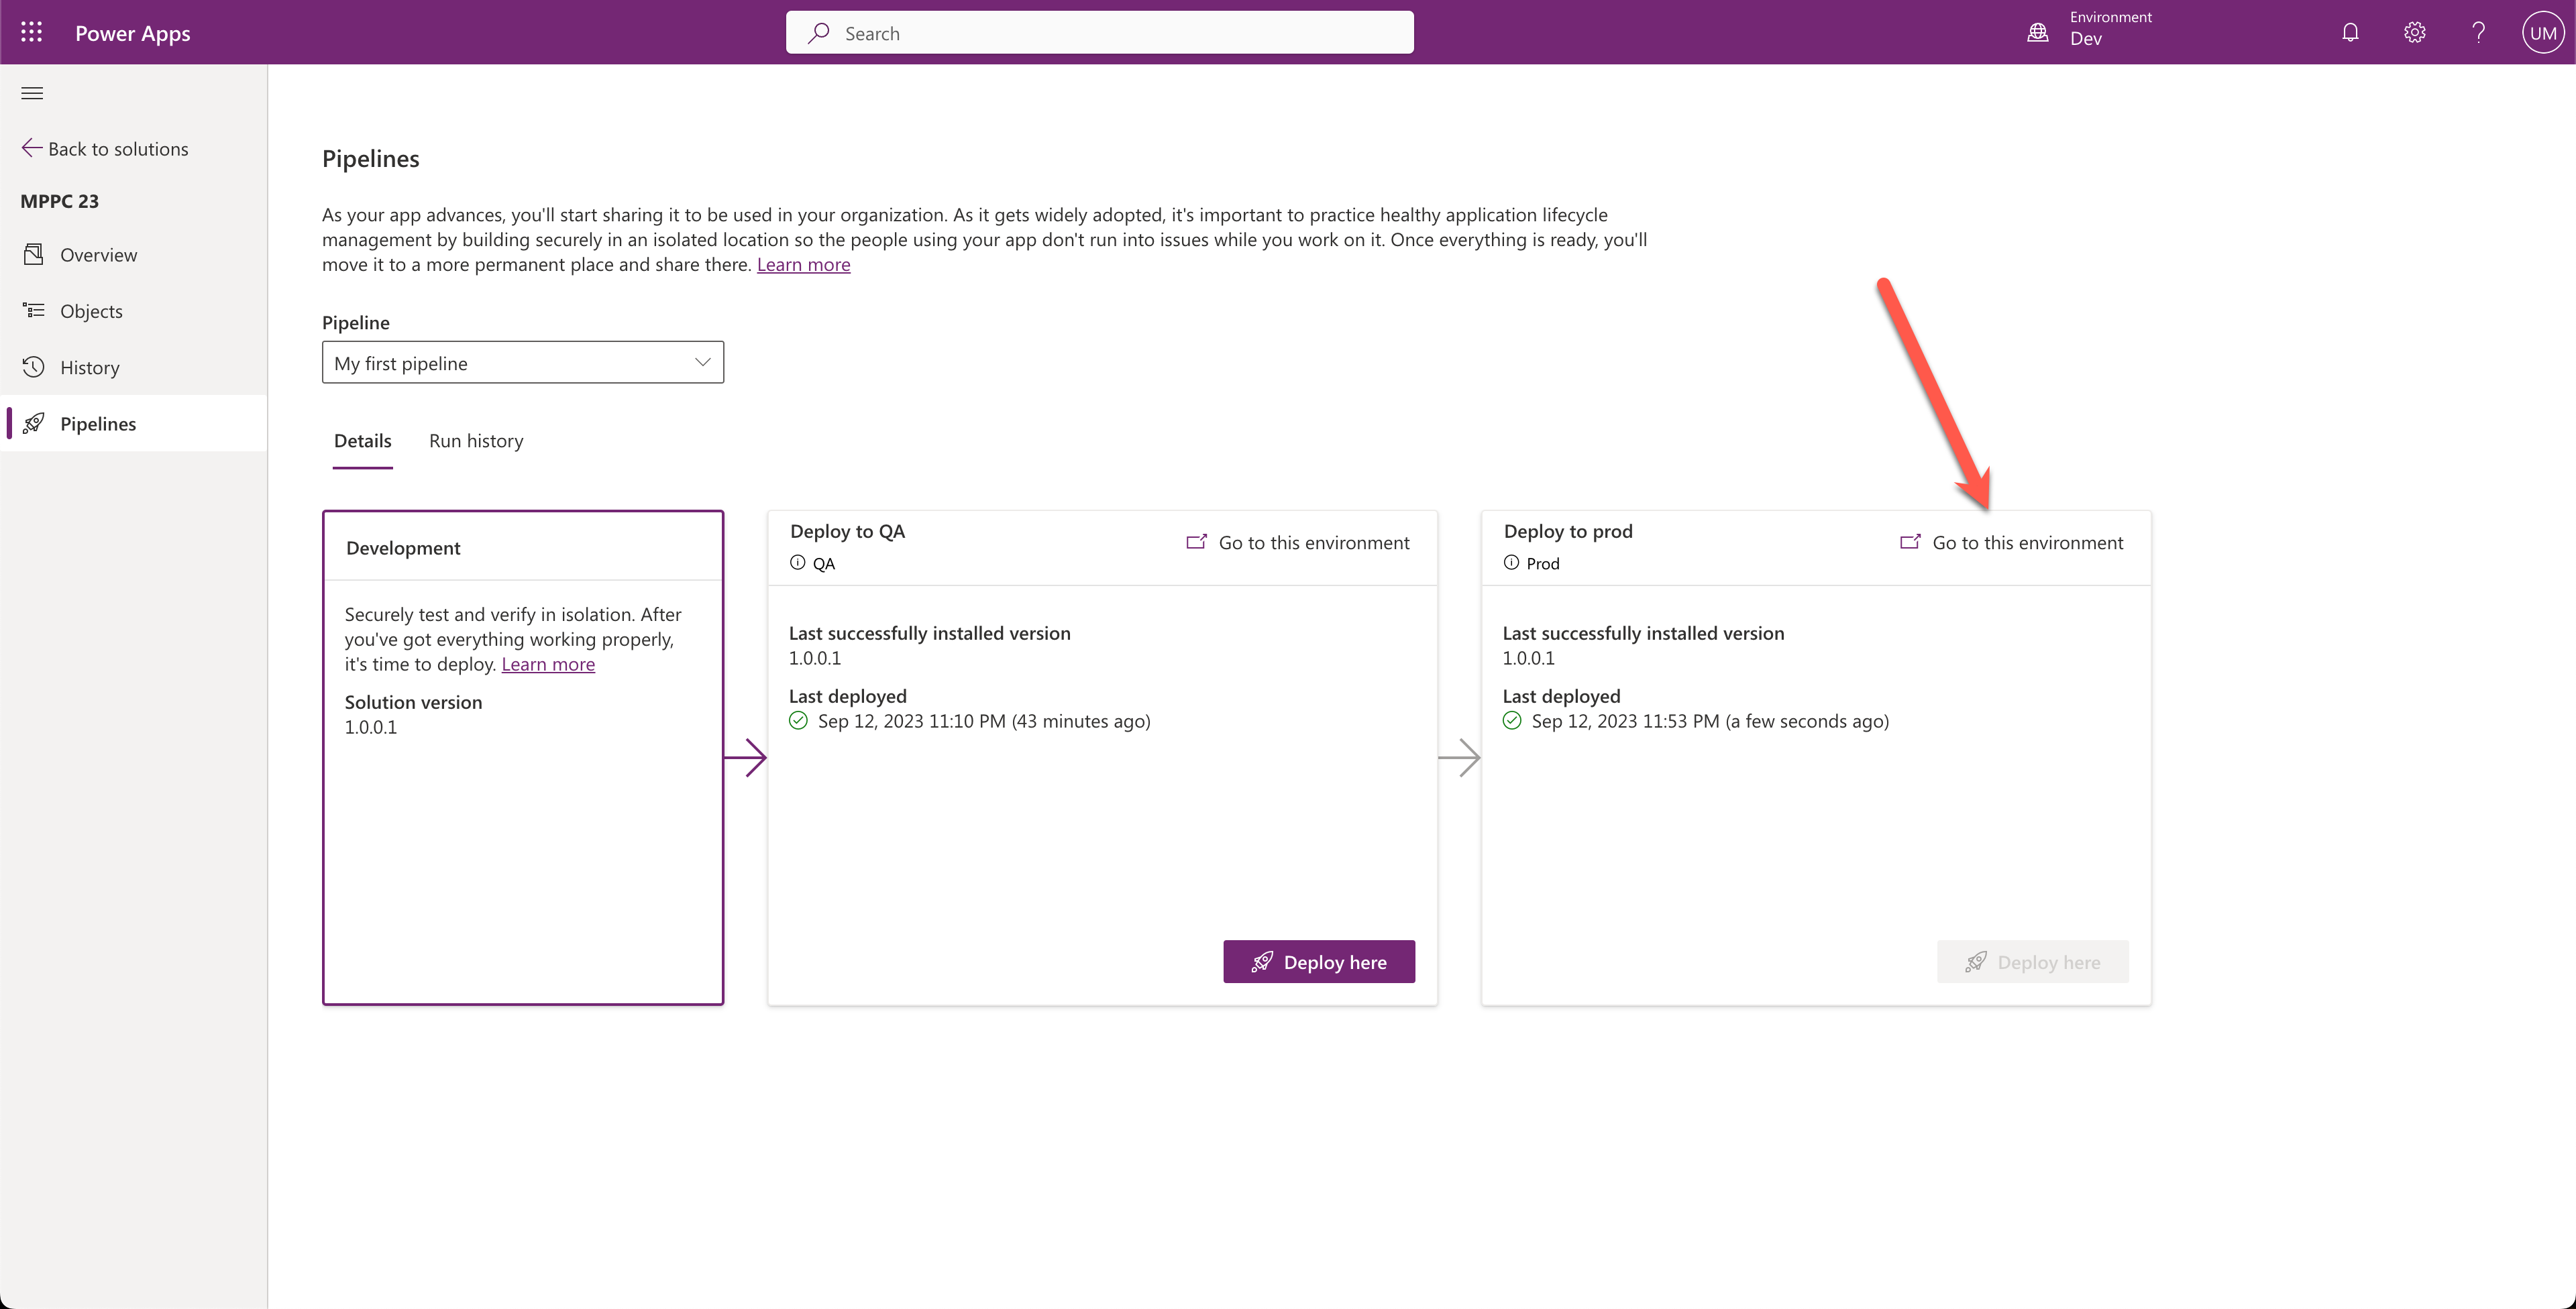 Power Apps
Search
Environment
Dev
?
UM
Back to solutions
MPPC 23
Overview
Objects
History
Pipelines
Pipelines
As your app advances, you'll start sharing it to be used in your organization. As it gets widely adopted, it's important to practice healthy application lifecycle
management by building securely in an isolated location so the people using your app don't run into issues while you work on it. Once everything is ready, you'll
move it to a more permanent place and share there. Learn more
Pipeline
My first pipeline
Details
Run history
Development
Securely test and verify in isolation. After
you've got everything working properly,
it's time to deploy. Learn more
Solution version
1.0.0.1
Deploy to QA
Go to this environment
QA
Last successfully installed version
1.0.0.1
Last deployed
Sep 12, 2023 11:10 PM (43 minutes ago)
Deploy here
Deploy to prod
Go to this environment
Prod
Last successfully installed version
1.0.0.1
Last deployed
Sep 12, 2023 11:53 PM (a few seconds ago)
Deploy here